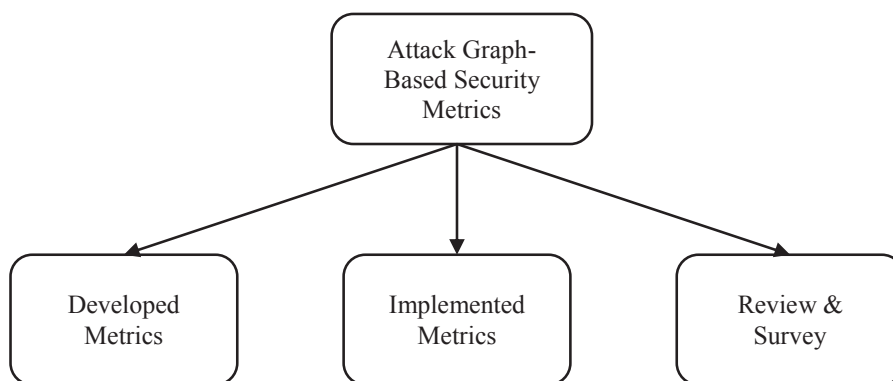 Attack Graph-
Based Security
Metrics
Developed
Metrics
Implemented
Metrics
Review &
Survey